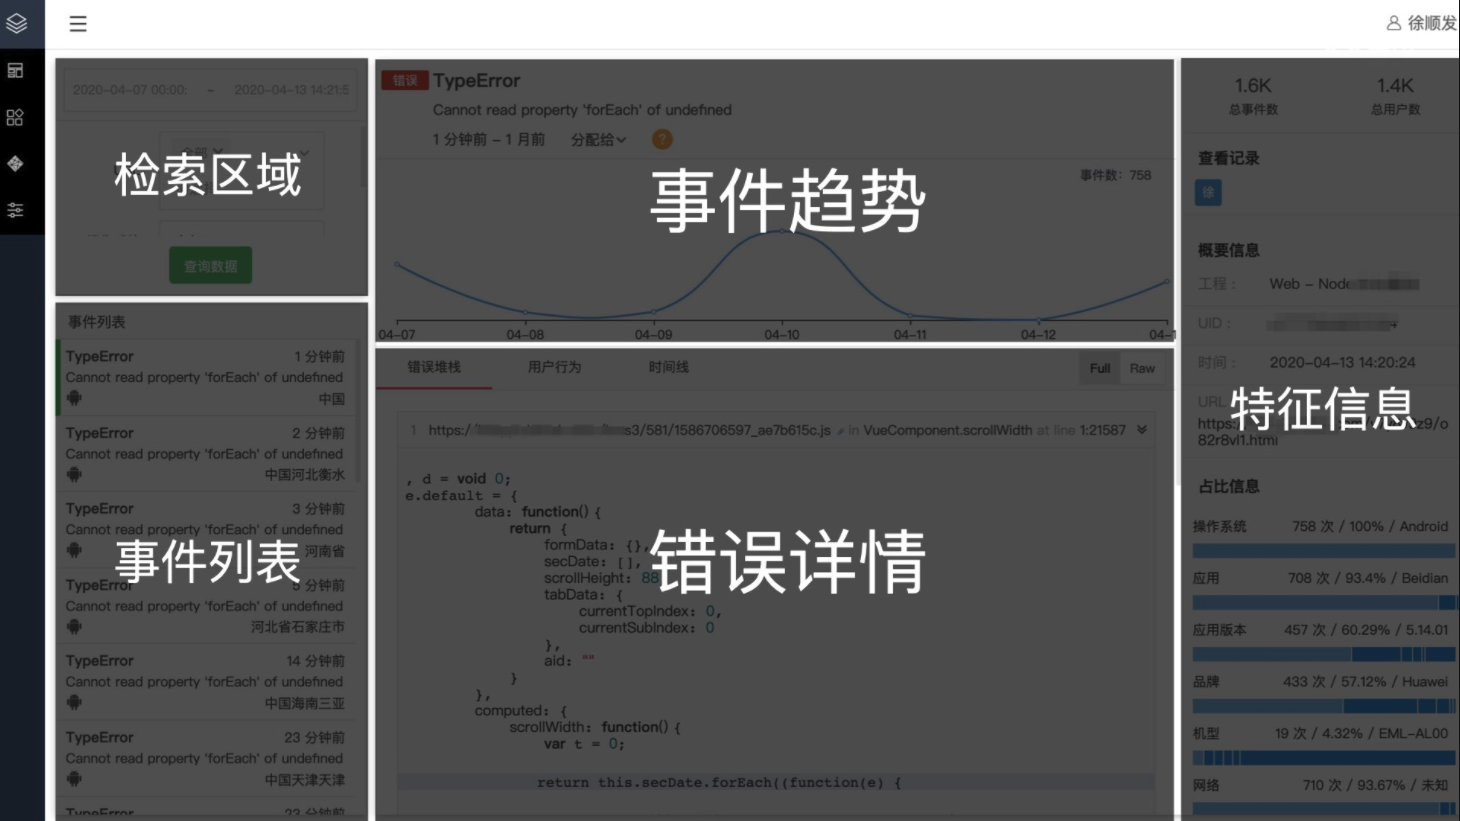 徐顺发
2020-04-07 00:00:
-
2020-04-13 14:21:5
全部
检索区域
查询数据
事件列表
TypeError
1 分钟前
Cannot read property 'forEach' of undefined
中国
TypeError
2 分钟前
Cannot read property 'forEach' of undefined
中国河北衡水
TypeError
3 分钟前
Cannot read property 'forEach' of undefined
河南省
事件列表
TypeError
5 分钟前
Cannot read property 'forEach' of undefined
河北省石家庄市
TypeError
14 分钟前
Cannot read property 'forEach' of undefined
中国海南三亚
TypeError
23 分钟前
Cannot read property 'forEach' of undefined
中国天津天津
TypeError
23 分钟前
错误 TypeError
Cannot read property 'forEach' of undefined
1 分钟前 – 1 月前 分配给 ?
事件数: 758
事件趋势
04-07 04-08 04-09 04-10 04-11 04-12 04-1
错误堆栈 用户行为 时间线 Full Raw
1 https:/ s3/581/1586706597_ae7b615c.js in VueComponent.scrollWidth at line 1:21587
, d = void 0;
e.default = {
data: function() {
return {
formData: {},
secDate: [],
scrollHeight: 88
错误详情
tabData: {
currentTopIndex: 0,
currentSubIndex: 0
},
aid: ""
}
},
computed: {
scrollWidth: function() {
var t = 0;
return this.secDate.forEach((function(e) {
1.6K 1.4K
总事件数 总用户数
查看记录
徐
概要信息
工程： Web - Node
UID：
时间： 2020-04-13 14:20:24
URL
特征信息
https: z9/o
82r8vl1.html
占比信息
操作系统 758 次 / 100% / Android
应用 708 次 / 93.4% / Beidian
应用版本 457 次 / 60.29% / 5.14.01
品牌 433 次 / 57.12% / Huawei
机型 19 次 / 4.32% / EML-AL00
网络 710 次 / 93.67% / 未知